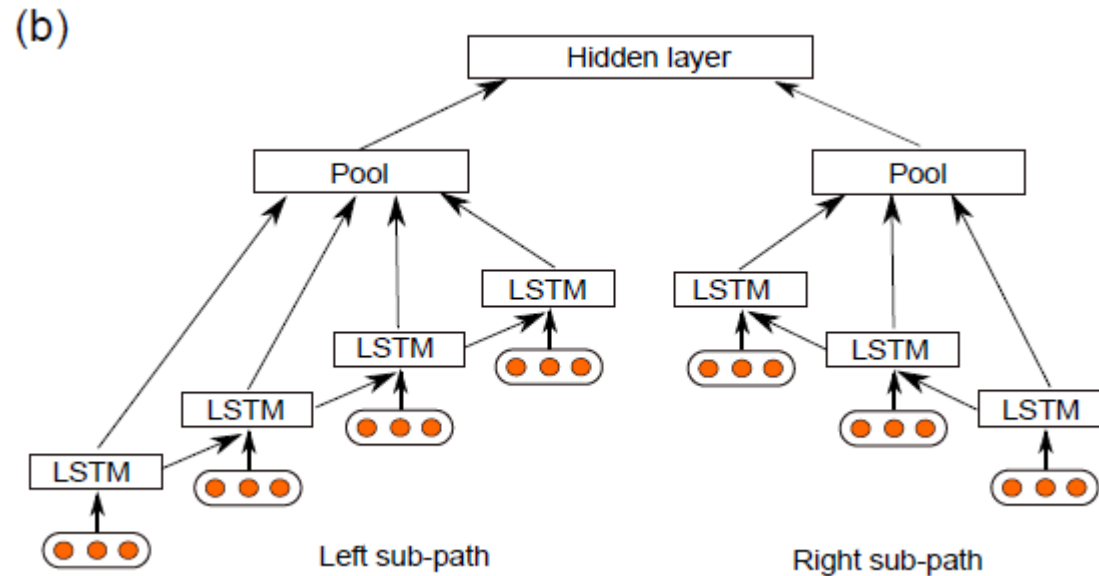 (b)
Hidden layer
Pool
Pool
LSTM
LSTM
LSTM
LSTM
LSTM
LSTM
LSTM
Left sub-path
Right sub-path